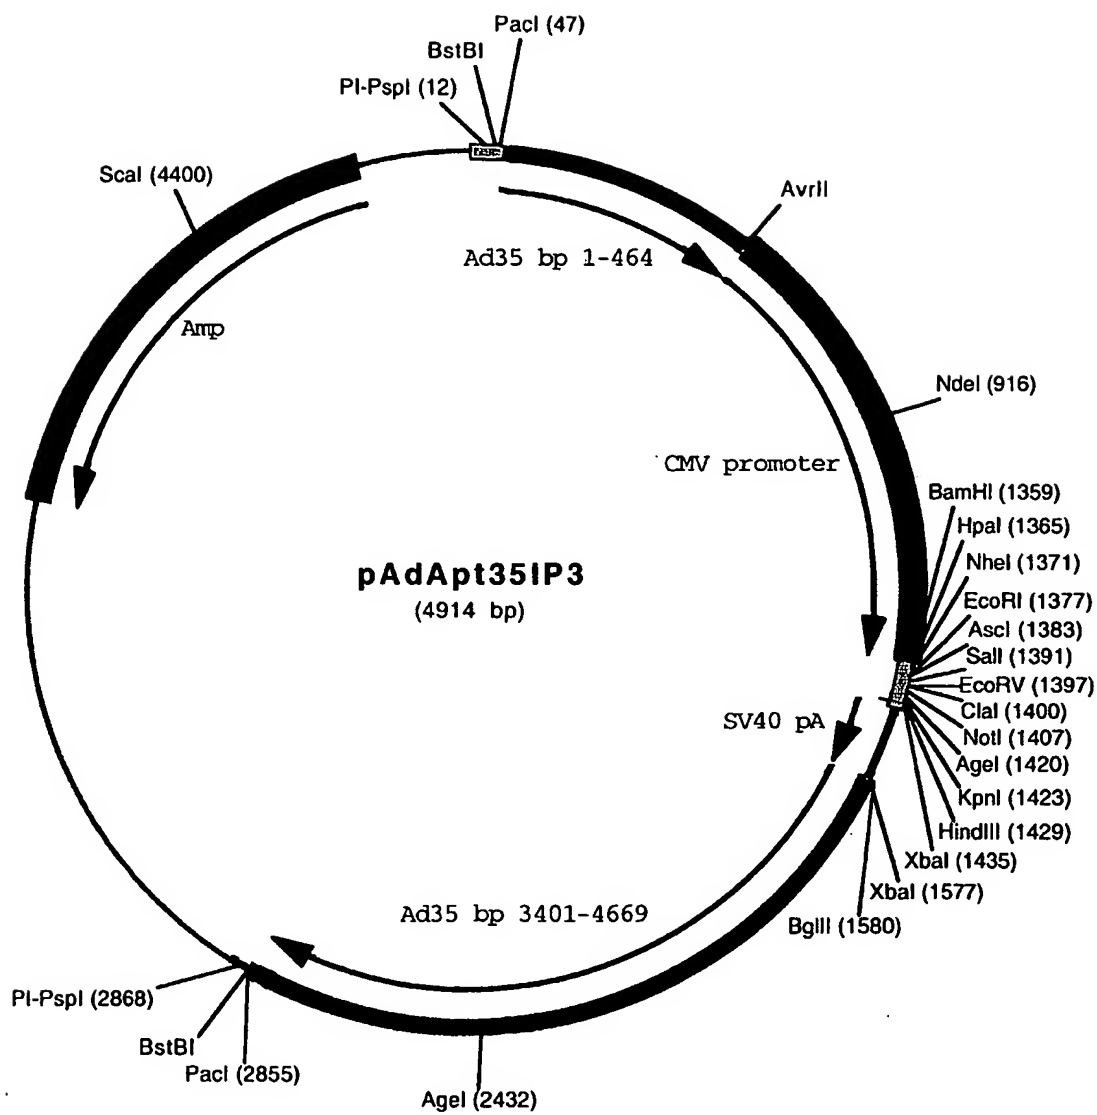 PacI (47)
BstBI
PI-PspI (12)
ScaI (4400)
AvrII
Ad35 bp 1-464
Amp
NdeI (916)
CMV promoter
BamHI (1359)
HpaI (1365)
NheI (1371)
EcoRI (1377)
AscI (1383)
SalI (1391)
EcoRV (1397)
ClaI (1400)
NotI (1407)
AgeI (1420)
KpnI (1423)
HindIII (1429)
XbaI (1435)
XbaI (1577)
BglII (1580)
pAdApt35IP3
(4914 bp)
SV40 pA
Ad35 bp 3401-4669
PI-PspI (2868)
BstBI
PacI (2855)
AgeI (2432)